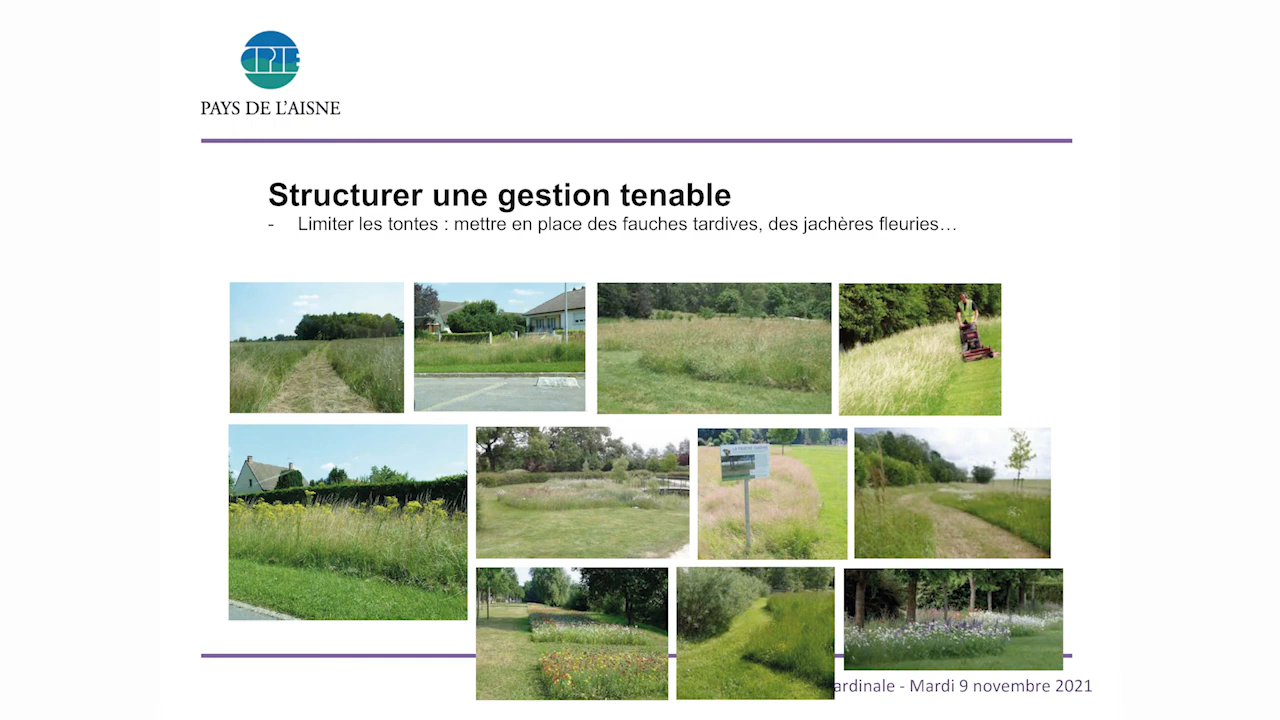 CPIE
PAYS DE L'AISNE
Structurer une gestion tenable
- Limiter les tontes : mettre en place des fauches tardives, des jachères fleuries…
ardinale - Mardi 9 novembre 2021